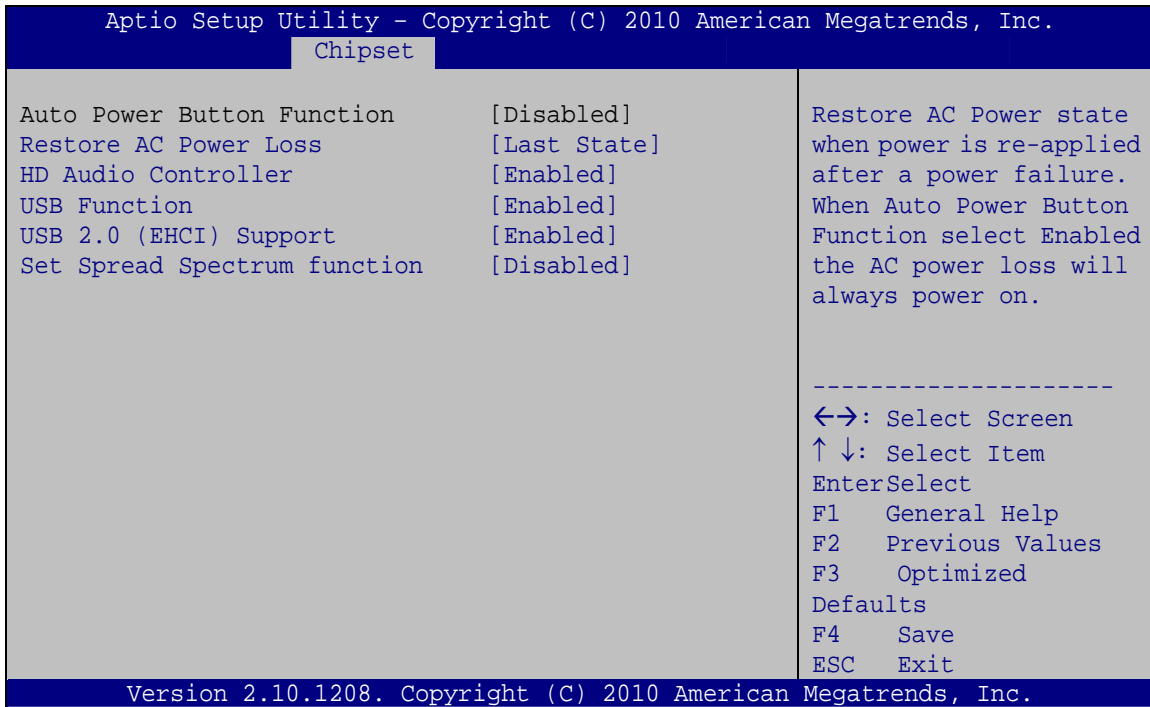 Aptio Setup Utility – Copyright (C) 2010 American Megatrends, Inc.
Chipset
Auto Power Button Function [Disabled]
Restore AC Power Loss [Last State]
HD Audio Controller [Enabled]
USB Function [Enabled]
USB 2.0 (EHCI) Support [Enabled]
Set Spread Spectrum function [Disabled]
Restore AC Power state
when power is re-applied
after a power failure.
When Auto Power Button
Function select Enabled
the AC power loss will
always power on.
---------------------
←→: Select Screen
↑ ↓: Select Item
EnterSelect
F1 General Help
F2 Previous Values
F3 Optimized
Defaults
F4 Save
ESC Exit
Version 2.10.1208. Copyright (C) 2010 American Megatrends, Inc.